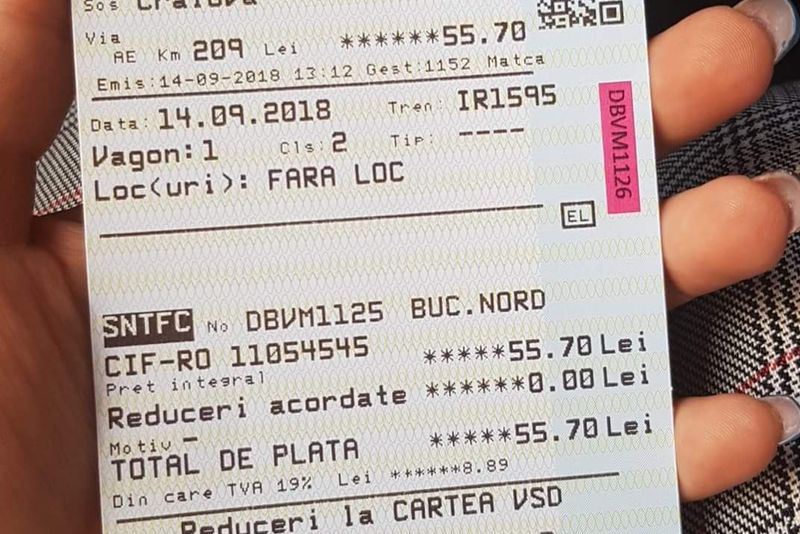 Sos Craiova
Via
AE Km 209 Lei ******55.70
Emis:14-09-2018 13:12 Gest:1152 Matca
Data: 14.09.2018 Tren: IR1595
Vagon:1 Cls: 2 Tip: ----
Loc(uri): FARA LOC
DBVM1126
EL
SNTFC No DBVM1125 BUC.NORD
CIF-RO 11054545
Pret integral *****55.70 Lei
Reduceri acordate ******0.00 Lei
Motiv -
TOTAL DE PLATA *****55.70 Lei
Din care TVA 19% Lei ******8.89
Reduceri la CARTEA VSD